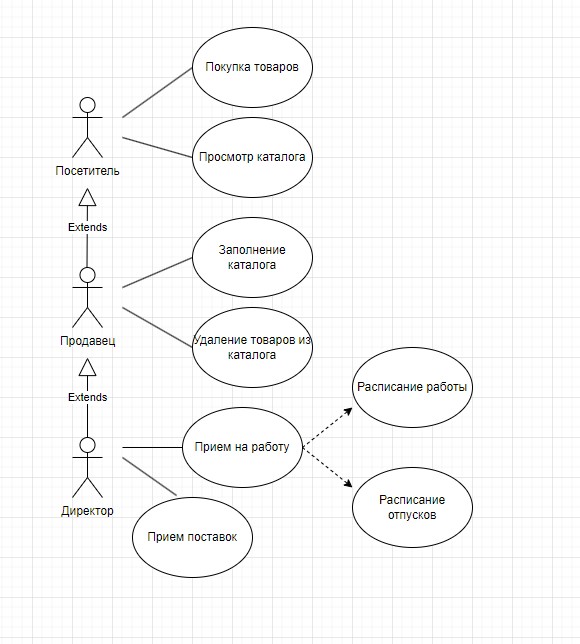 Покупка товаров
Просмотр каталога
Посетитель
Extends
Заполнение
каталога
Удаление товаров из
каталога
Продавец
Extends
Расписание работы
Прием на работу
Расписание
отпусков
Директор
Прием поставок